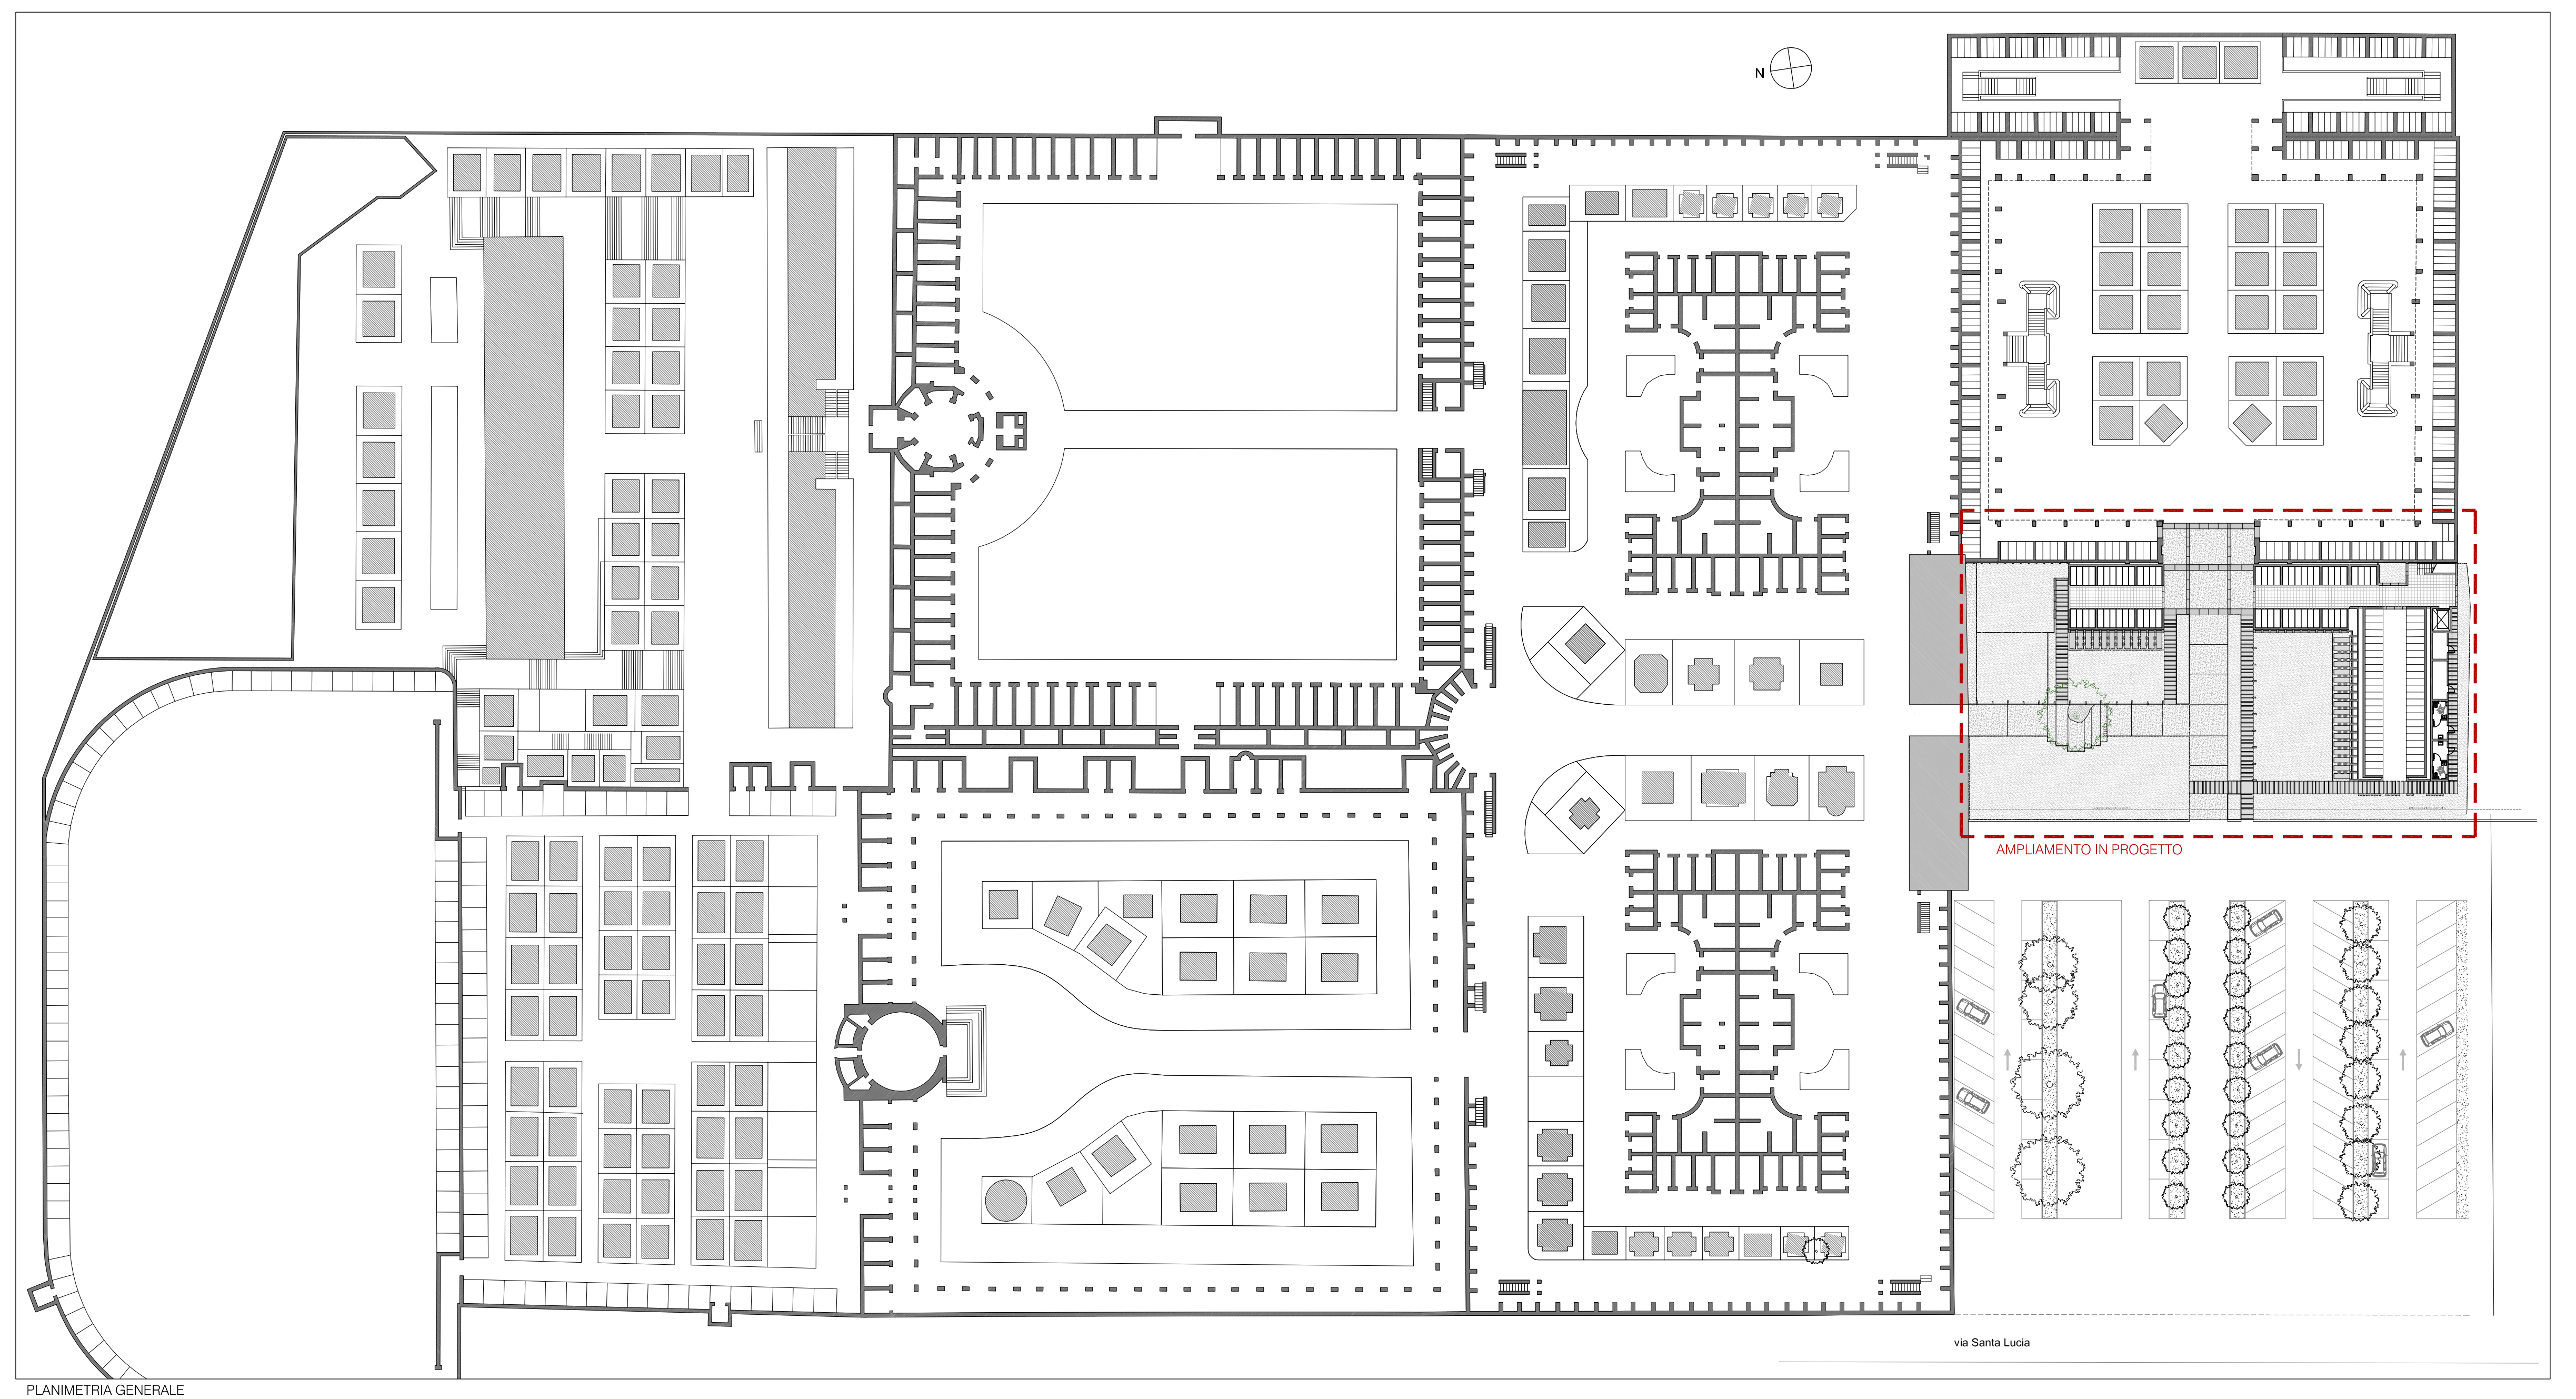 N
AMPLIAMENTO IN PROGETTO
via Santa Lucia
PLANIMETRIA GENERALE